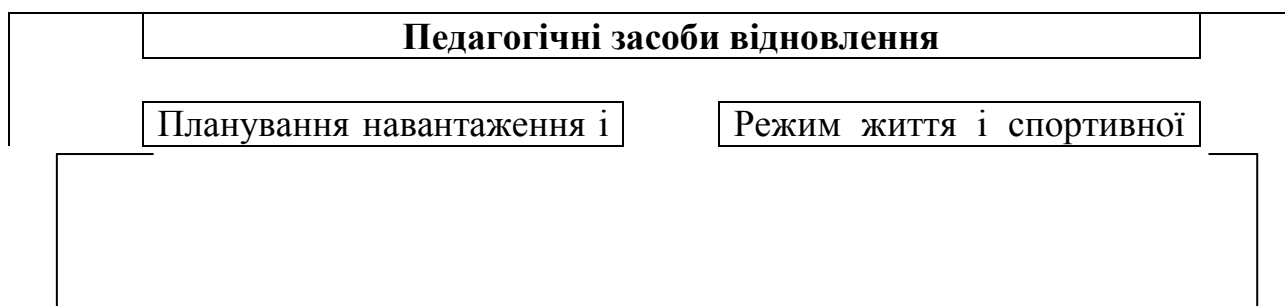 Педагогічні засоби відновлення
Планування навантаження і
Режим життя і спортивної